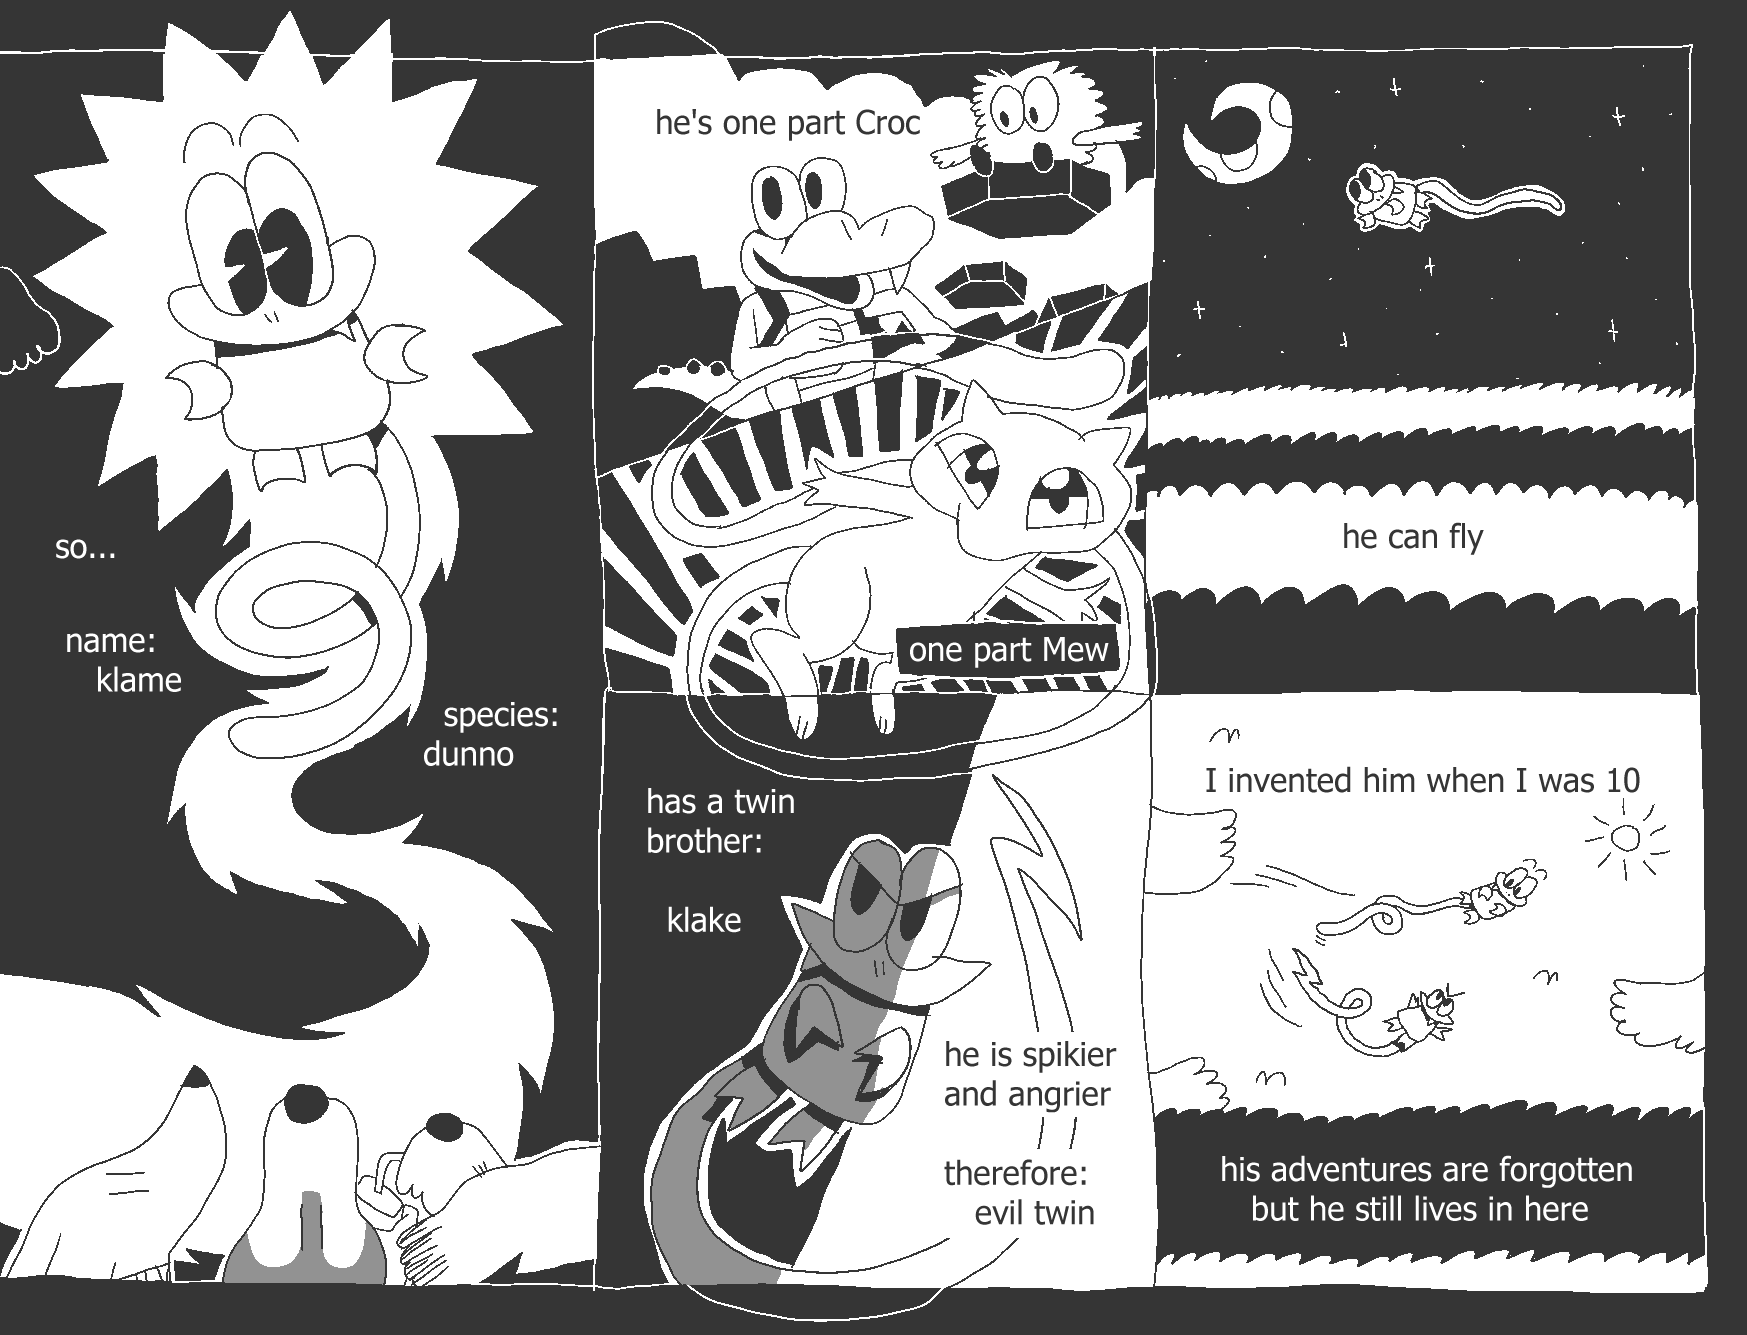 so...
name:
klame
species:
dunno
he's one part Croc
one part Mew
has a twin
brother:
klake
he is spikier
and angrier
therefore:
evil twin
he can fly
I invented him when I was 10
his adventures are forgotten
but he still lives in here